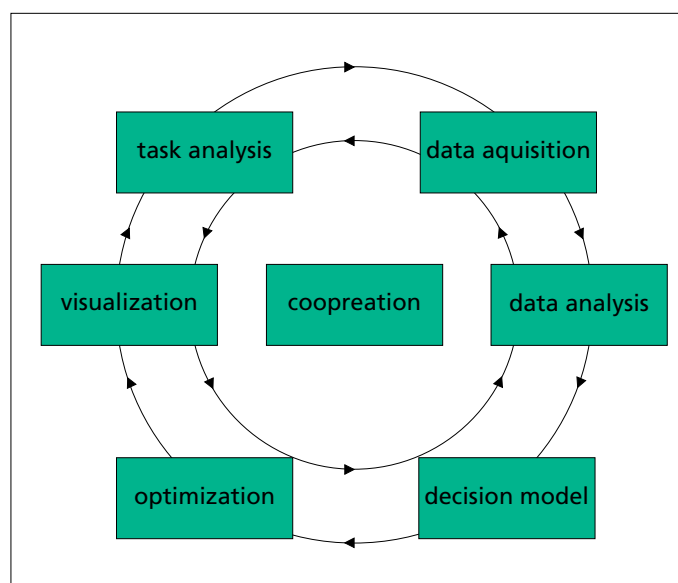 task analysis
data aquisition
visualization
coopreation
data analysis
optimization
decision model